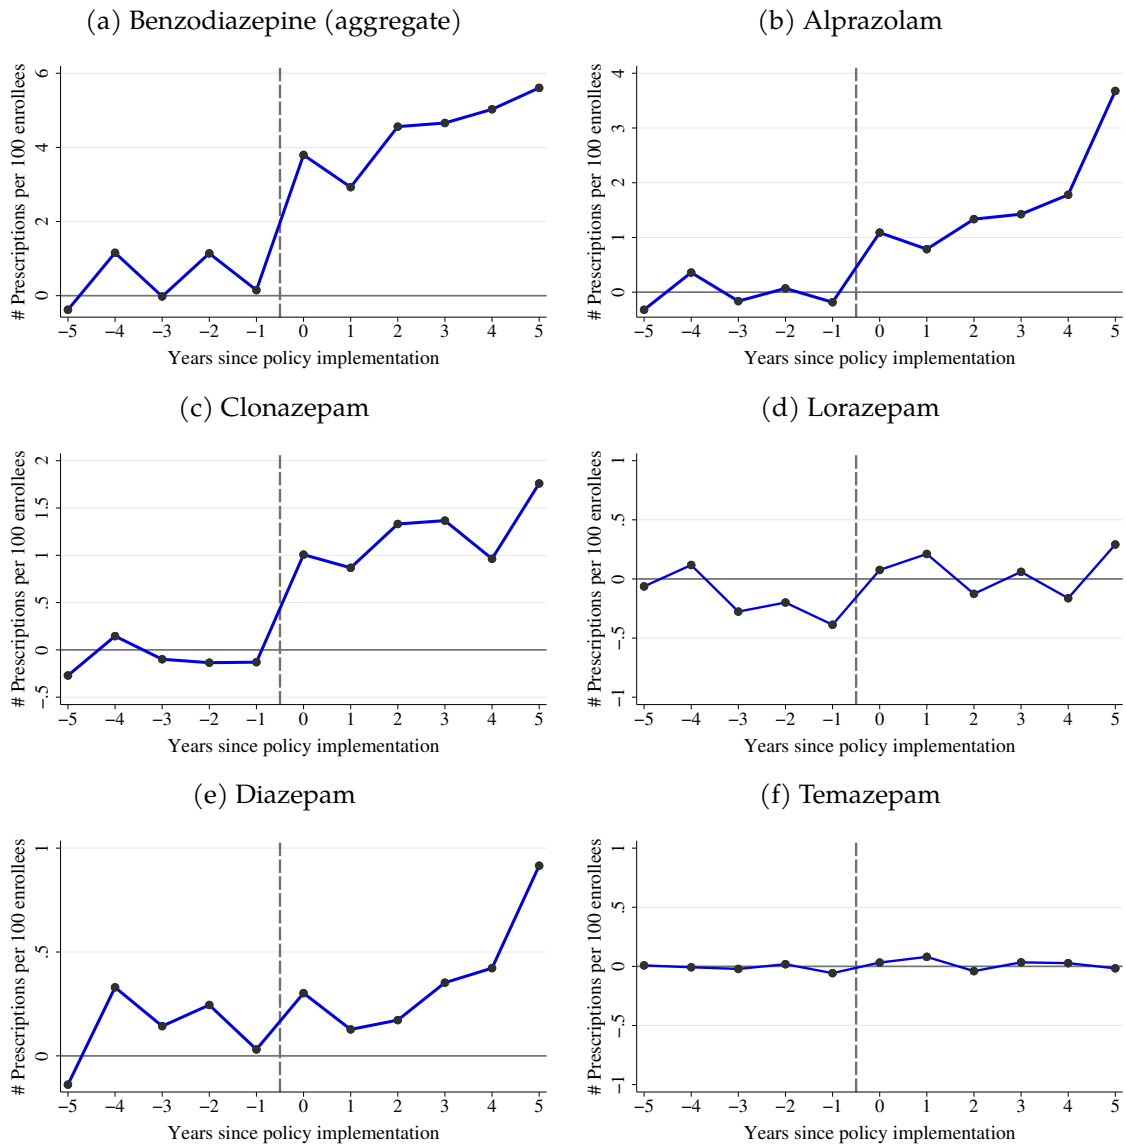 (a) Benzodiazepine (aggregate)
# Prescriptions per 100 enrollees
6
4
2
0
−5 −4 −3 −2 −1 0 1 2 3 4 5
Years since policy implementation
(b) Alprazolam
# Prescriptions per 100 enrollees
4
3
2
1
0
−5 −4 −3 −2 −1 0 1 2 3 4 5
Years since policy implementation
(c) Clonazepam
# Prescriptions per 100 enrollees
2
1.5
1
.5
0
−.5
−5 −4 −3 −2 −1 0 1 2 3 4 5
Years since policy implementation
(d) Lorazepam
# Prescriptions per 100 enrollees
1
.5
0
−.5
−1
−5 −4 −3 −2 −1 0 1 2 3 4 5
Years since policy implementation
(e) Diazepam
# Prescriptions per 100 enrollees
1
.5
0
−5 −4 −3 −2 −1 0 1 2 3 4 5
Years since policy implementation
(f) Temazepam
# Prescriptions per 100 enrollees
1
.5
0
−.5
−1
−5 −4 −3 −2 −1 0 1 2 3 4 5
Years since policy implementation